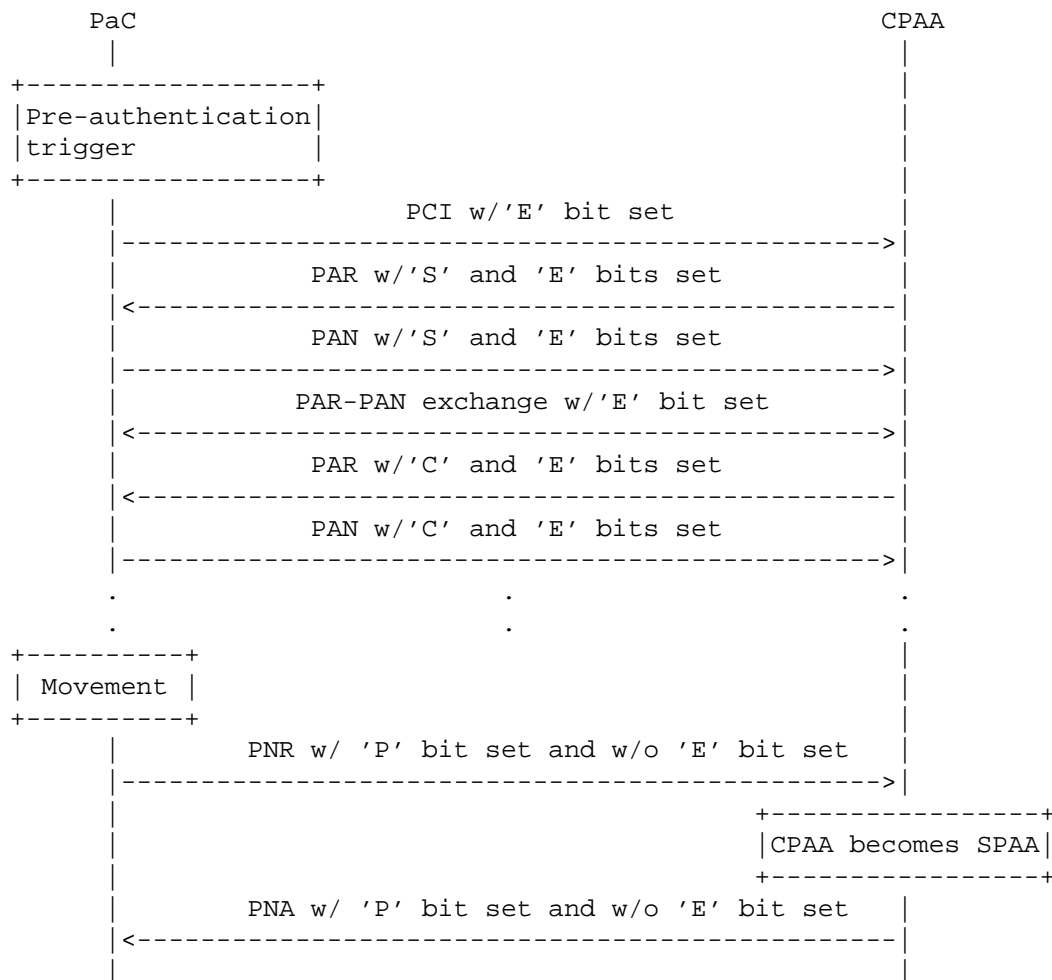 PaC CPAA
Pre-authentication
trigger
PCI w/'E' bit set
PAR w/'S' and 'E' bits set
PAN w/'S' and 'E' bits set
PAR-PAN exchange w/'E' bit set
PAR w/'C' and 'E' bits set
PAN w/'C' and 'E' bits set
Movement
PNR w/ 'P' bit set and w/o 'E' bit set
CPAA becomes SPAA
PNA w/ 'P' bit set and w/o 'E' bit set